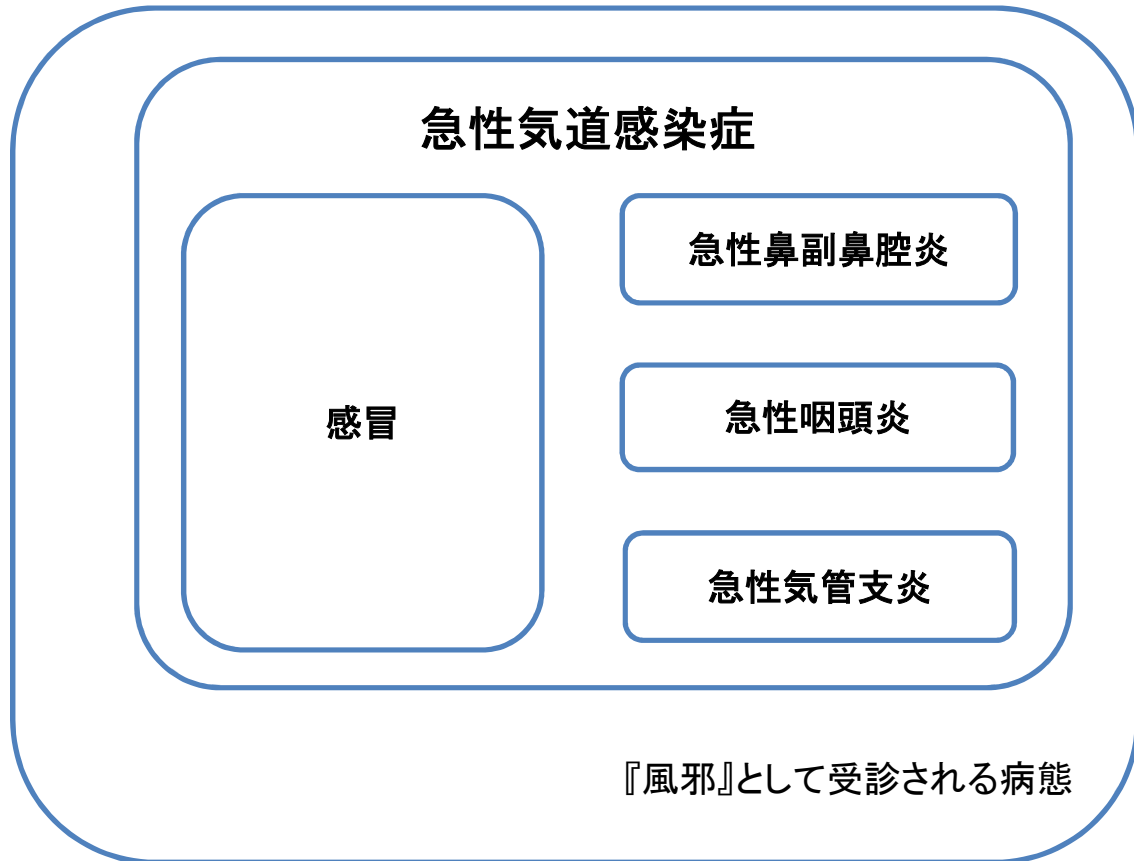 急性気道感染症
感冒
急性鼻副鼻腔炎
急性咽頭炎
急性気管支炎
『風邪』として受診される病態